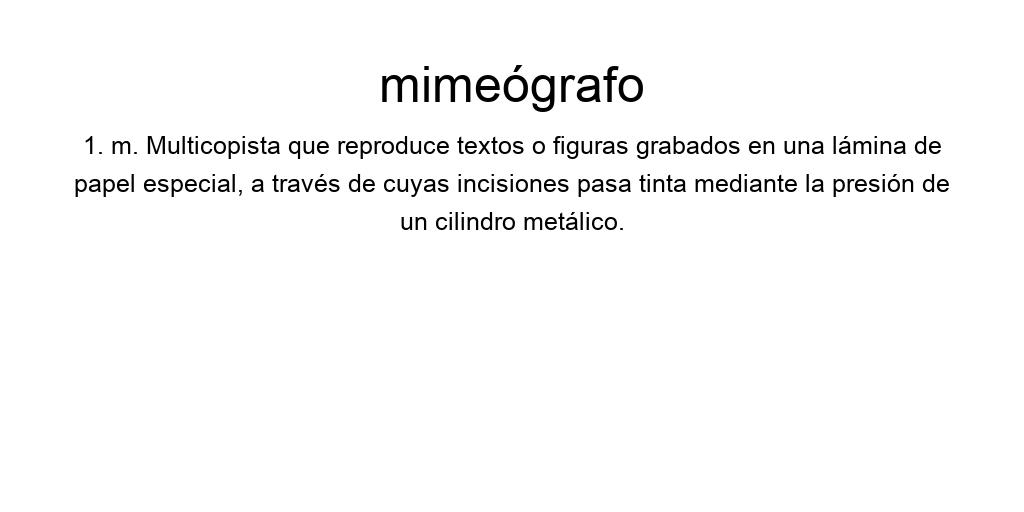 mimeógrafo
1. m. Multicopista que reproduce textos o figuras grabados en una lámina de
papel especial, a través de cuyas incisiones pasa tinta mediante la presión de
un cilindro metálico.